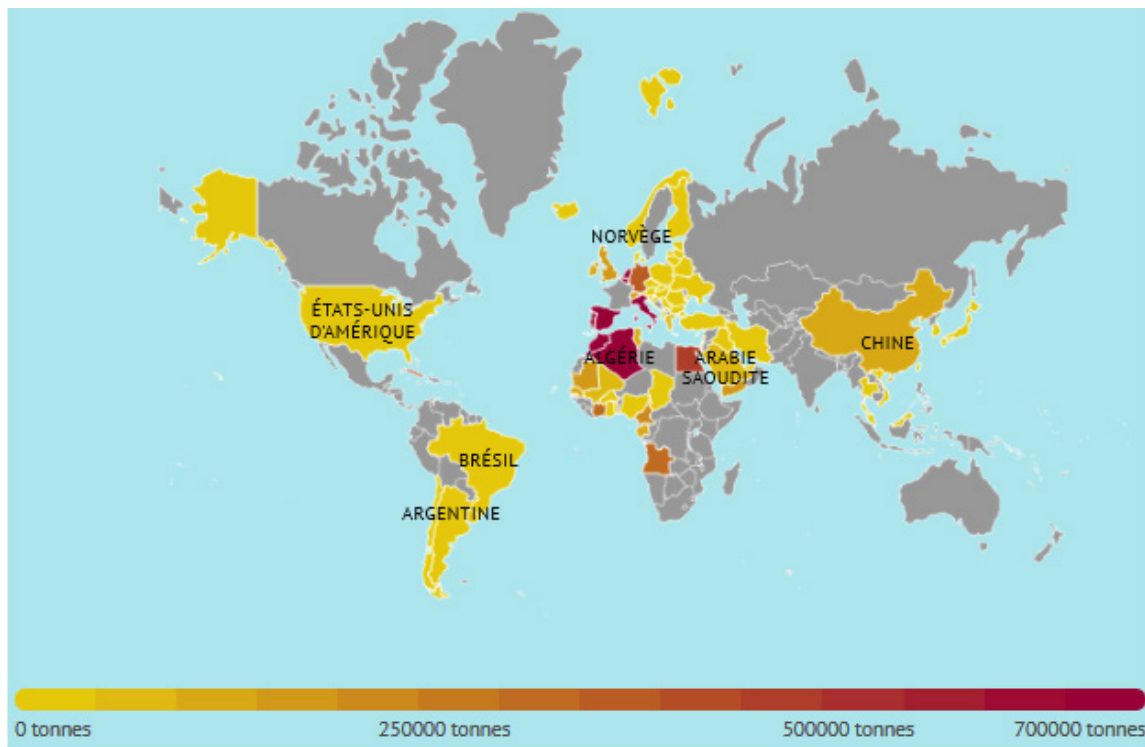 NORVÈGE
ÉTATS-UNIS
D'AMÉRIQUE
ALGÉRIE
ARABIE
SAOUDITE
CHINE
BRÉSIL
ARGENTINE
0 tonnes
250000 tonnes
500000 tonnes
700000 tonnes